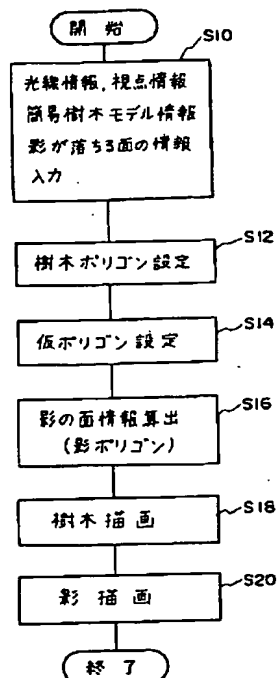 開始
S10
光線情報,視点情報
簡易樹木モデル情報
影が落ちる面の情報
入力
S12
樹木ポリゴン設定
S14
仮ポリゴン設定
S16
影の面情報算出
(影ポリゴン)
S18
樹木描画
S20
影描画
終了